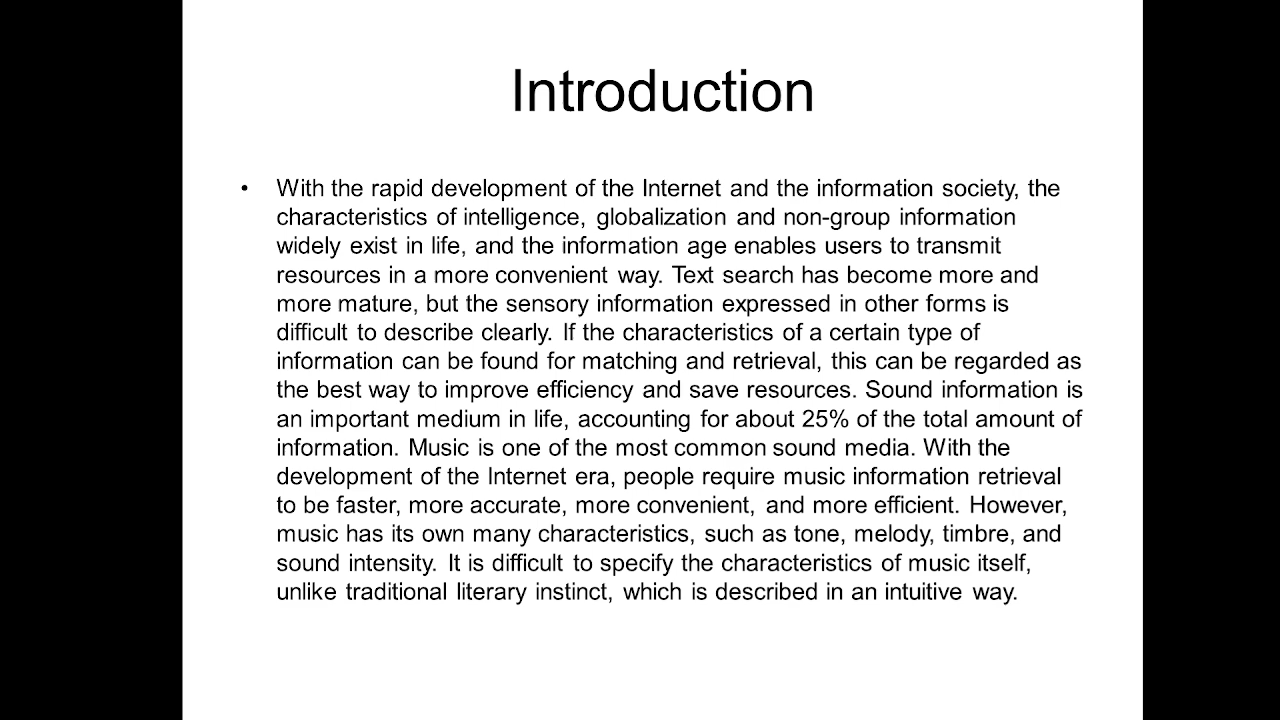 Introduction
• With the rapid development of the Internet and the information society, the
characteristics of intelligence, globalization and non-group information
widely exist in life, and the information age enables users to transmit
resources in a more convenient way. Text search has become more and
more mature, but the sensory information expressed in other forms is
difficult to describe clearly. If the characteristics of a certain type of
information can be found for matching and retrieval, this can be regarded as
the best way to improve efficiency and save resources. Sound information is
an important medium in life, accounting for about 25% of the total amount of
information. Music is one of the most common sound media. With the
development of the Internet era, people require music information retrieval
to be faster, more accurate, more convenient, and more efficient. However,
music has its own many characteristics, such as tone, melody, timbre, and
sound intensity. It is difficult to specify the characteristics of music itself,
unlike traditional literary instinct, which is described in an intuitive way.